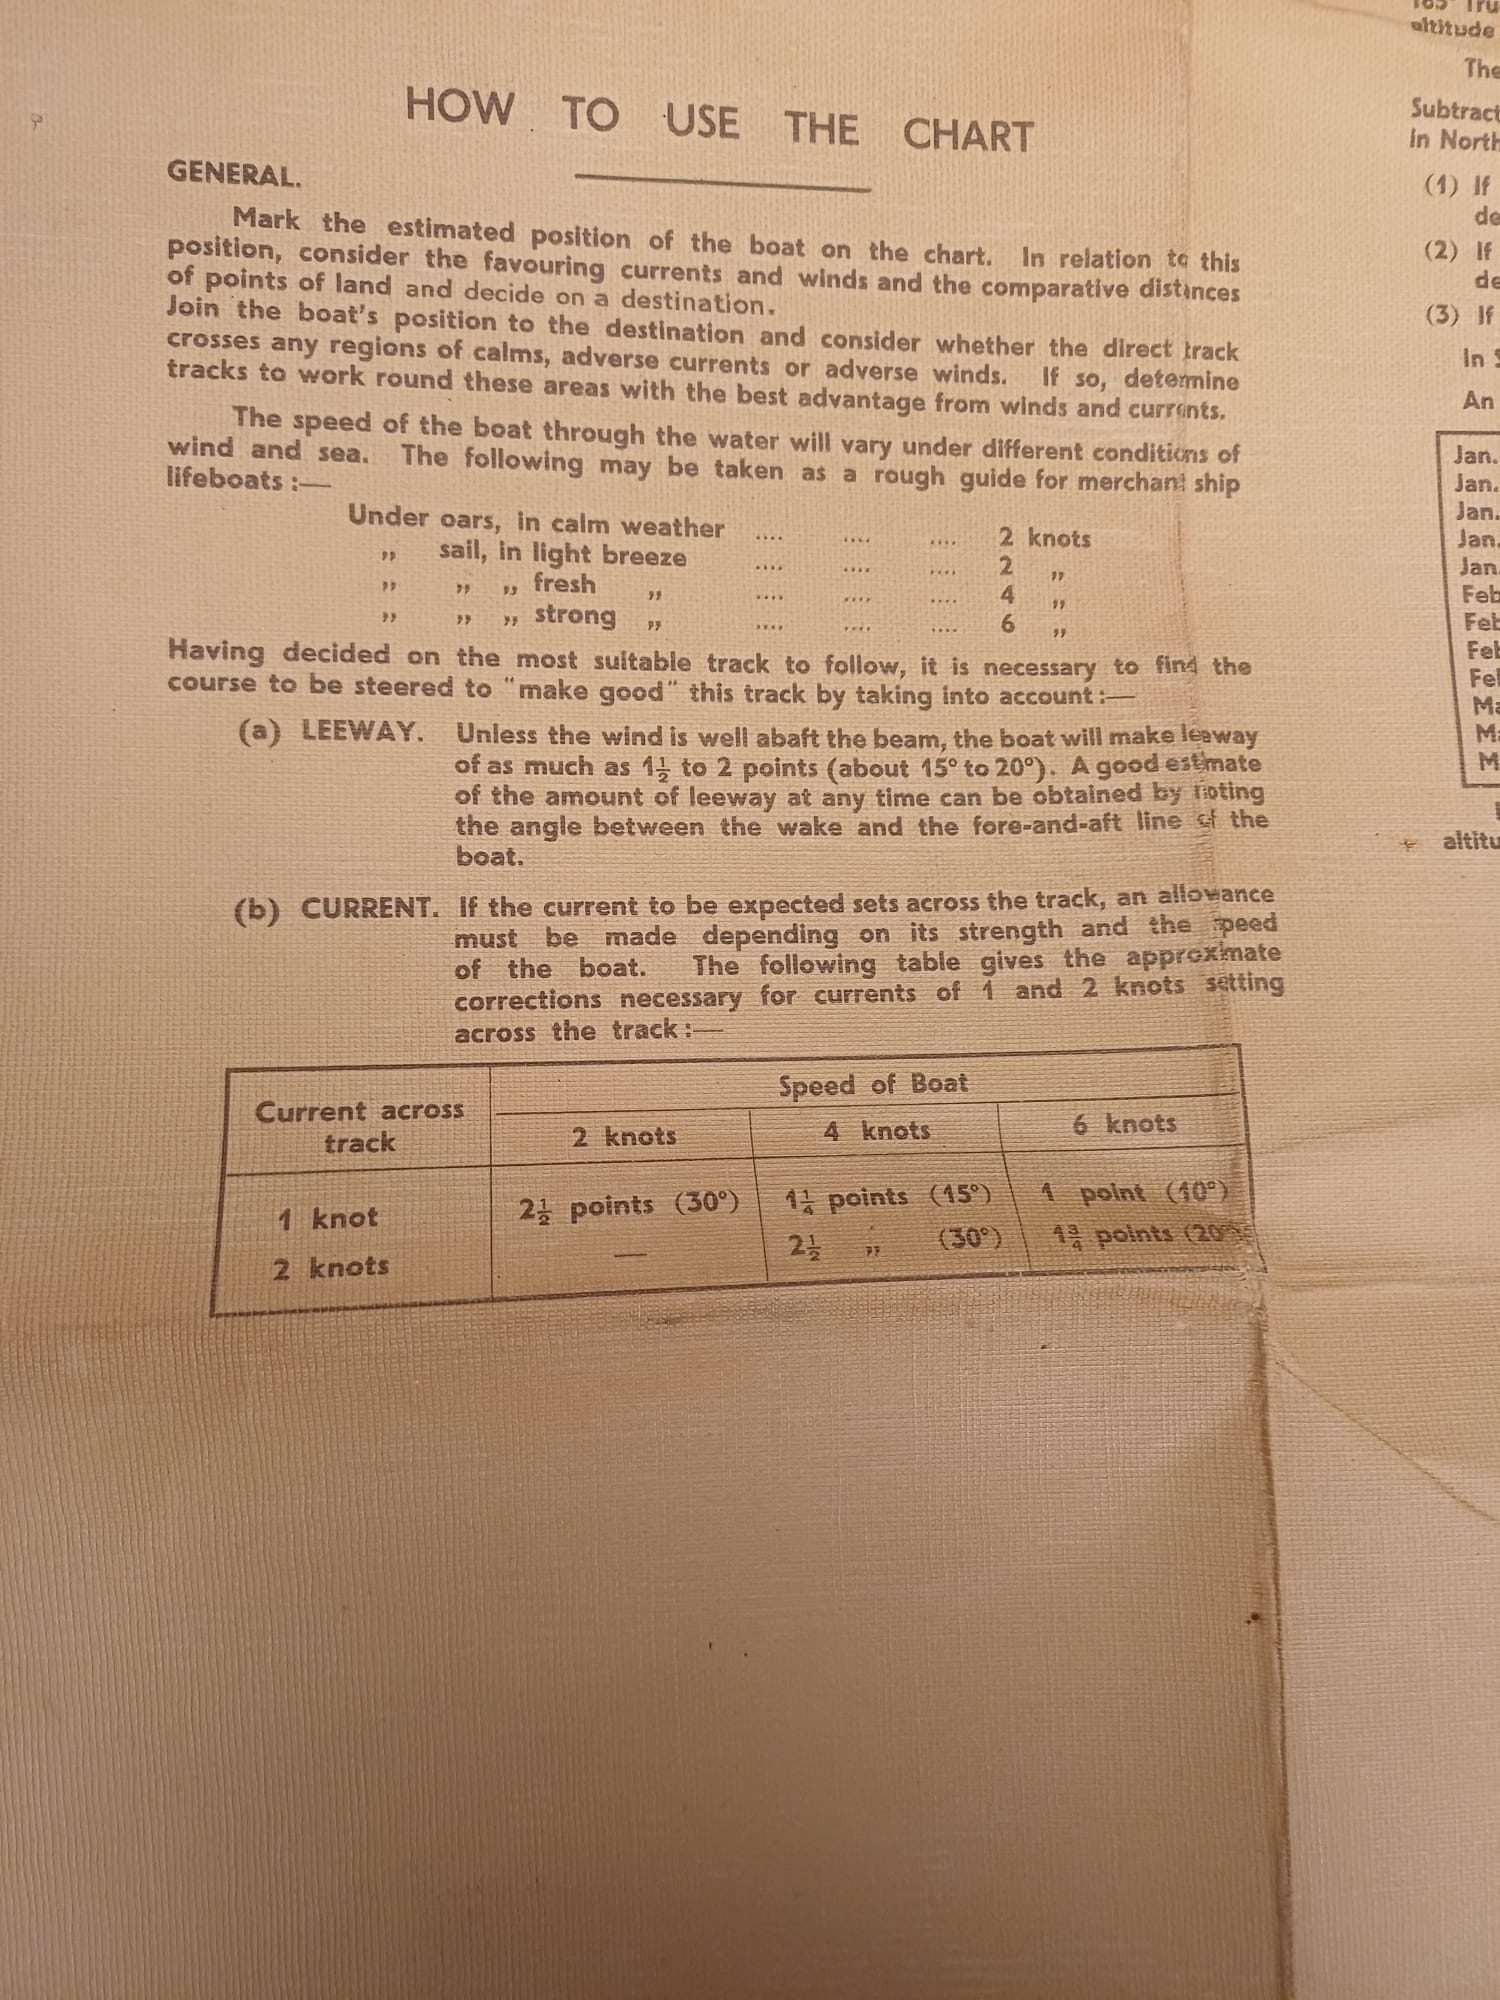 HOW TO USE THE CHART
GENERAL.
Mark the estimated position of the boat on the chart. In relation to this
position, consider the favouring currents and winds and the comparative distances
of points of land and decide on a destination.
Join the boat's position to the destination and consider whether the direct track
crosses any regions of calms, adverse currents or adverse winds. If so, determine
tracks to work round these areas with the best advantage from winds and currents.
The speed of the boat through the water will vary under different conditions of
wind and sea. The following may be taken as a rough guide for merchant ship
lifeboats :—
Under oars, in calm weather .... .... .... 2 knots
„ sail, in light breeze .... .... .... 2 „
„ „ „ fresh „ .... .... .... 4 „
„ „ „ strong „ .... .... .... 6 „
Having decided on the most suitable track to follow, it is necessary to find the
course to be steered to "make good" this track by taking into account :—
(a) LEEWAY. Unless the wind is well abaft the beam, the boat will make leeway
of as much as 1½ to 2 points (about 15° to 20°). A good estimate
of the amount of leeway at any time can be obtained by noting
the angle between the wake and the fore-and-aft line of the
boat.
(b) CURRENT. If the current to be expected sets across the track, an allowance
must be made depending on its strength and the speed
of the boat. The following table gives the approximate
corrections necessary for currents of 1 and 2 knots setting
across the track :—
Current across track
Speed of Boat
2 knots 4 knots 6 knots
1 knot 2½ points (30°) 1¼ points (15°) 1 point (10°)
2 knots — 2½ „ (30°) 1¾ points (20°)
altitude
The
Subtract
in North
(1) If
(2) If
(3) If
In
An
Jan.
Jan.
Jan.
Jan.
Jan.
Feb
Feb